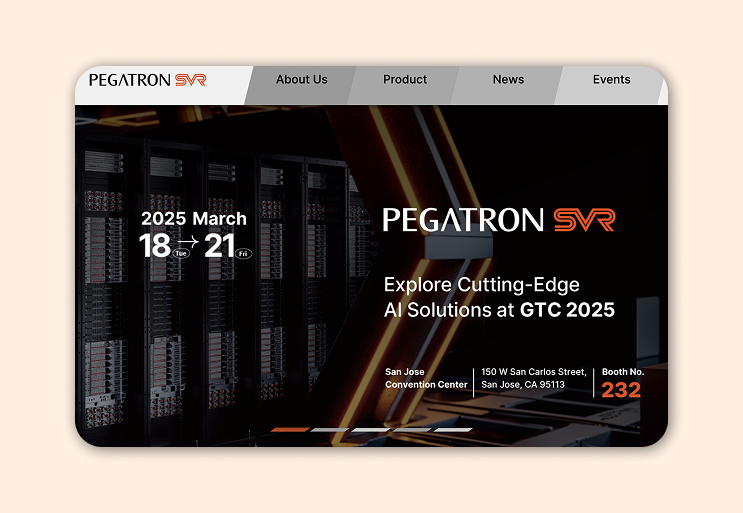 PEGATRON SVR
About Us
Product
News
Events
2025 March
18 Tue → 21 Fri
PEGATRON SVR
Explore Cutting-Edge
AI Solutions at GTC 2025
San Jose
Convention Center
150 W San Carlos Street,
San Jose, CA 95113
Booth No.
232